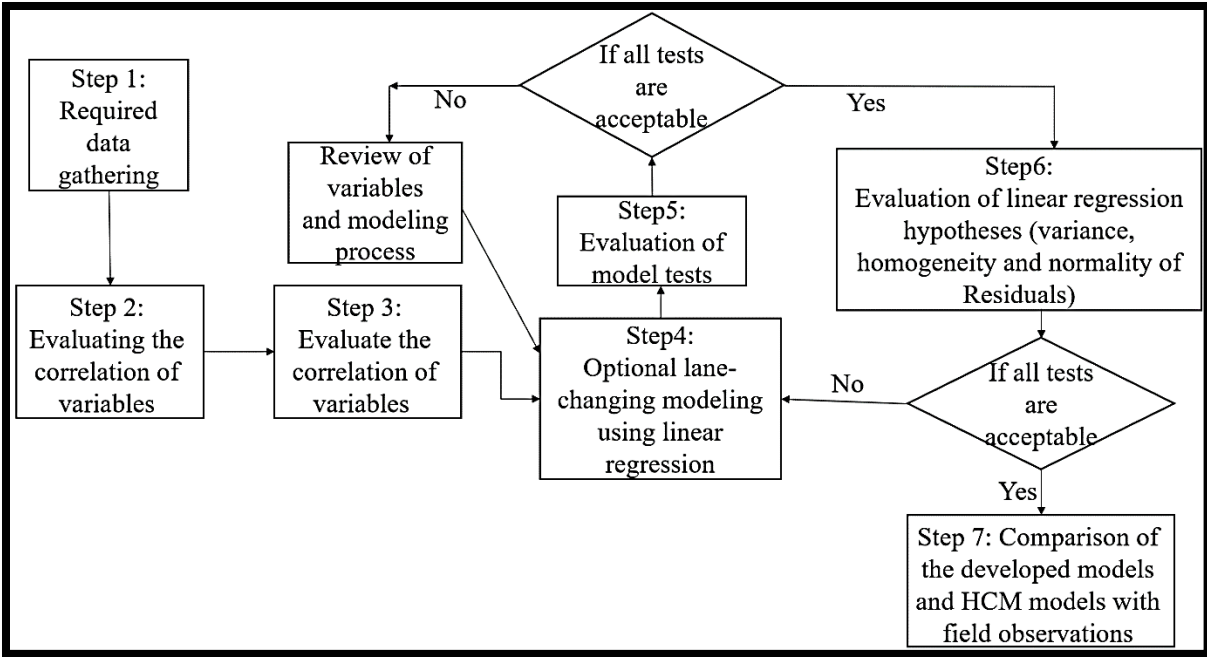 Step 1:
Required
data
gathering
Step 2:
Evaluating the
correlation of
variables
Step 3:
Evaluate the
correlation of
variables
Step4:
Optional lane-
changing modeling
using linear
regression
Step5:
Evaluation of
model tests
If all tests
are
acceptable
No
Yes
Review of
variables
and modeling
process
Step6:
Evaluation of linear regression
hypotheses (variance,
homogeneity and normality of
Residuals)
If all tests
are
acceptable
No
Yes
Step 7: Comparison of
the developed models
and HCM models with
field observations